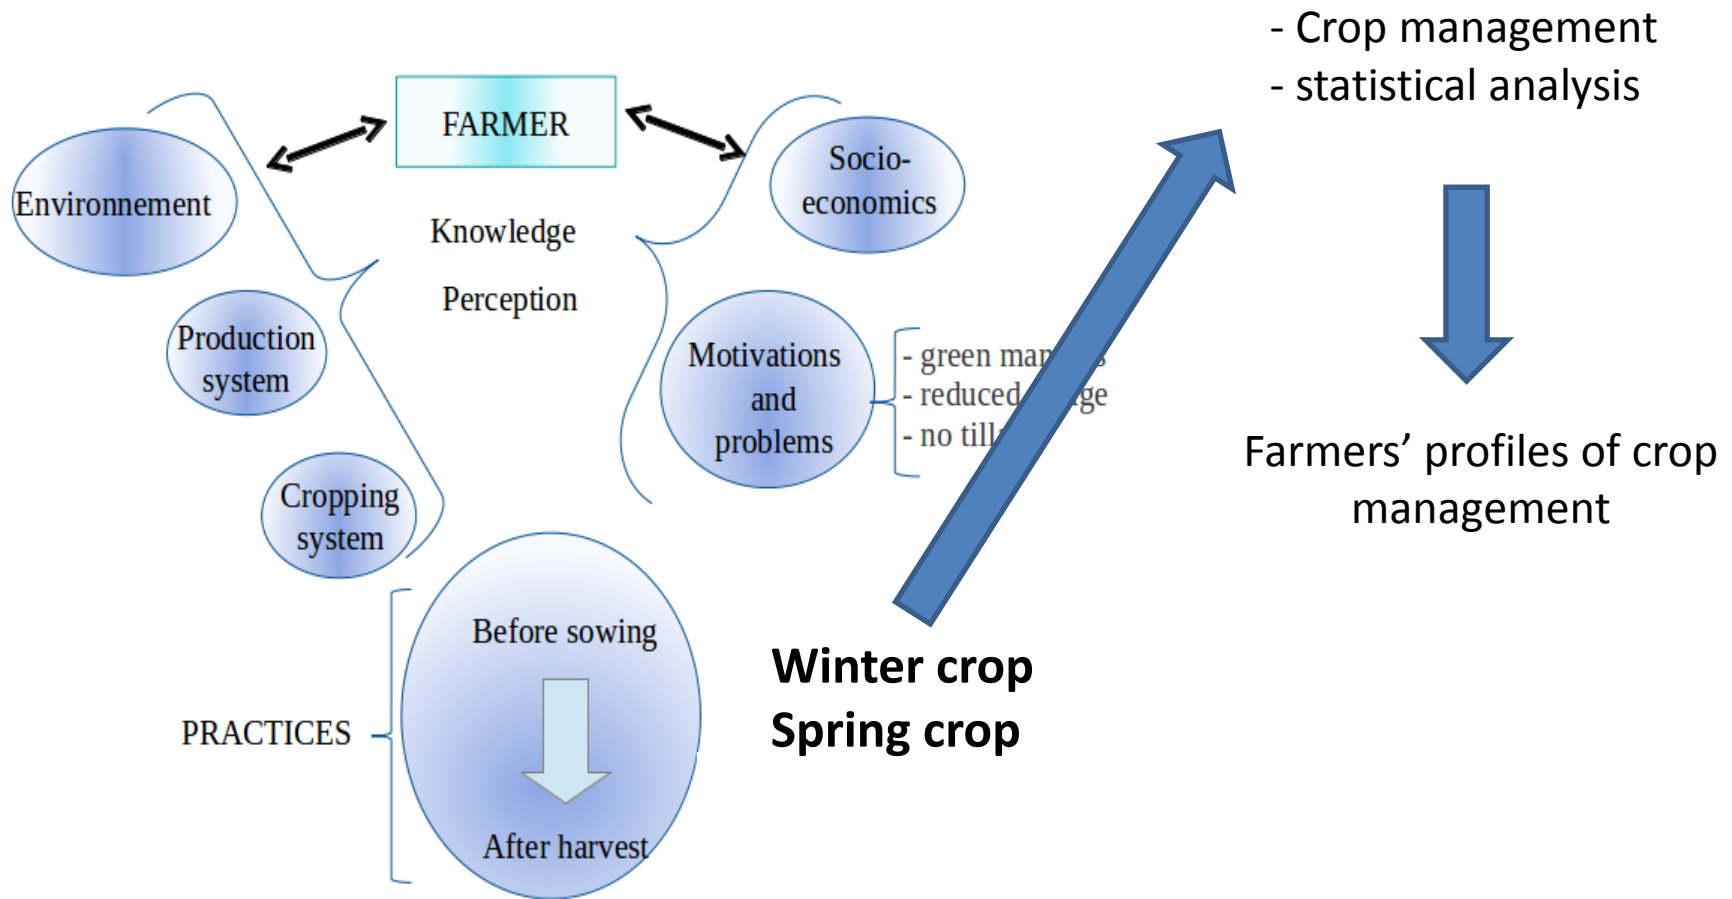 - Crop management
- statistical analysis
FARMER
Environnement
Socio-
economics
Knowledge
Perception
Production
system
Motivations
and
problems
- green
- reduced
- no
Cropping
system
Farmers’ profiles of crop
management
Before sowing
PRACTICES
After harvest
Winter crop
Spring crop